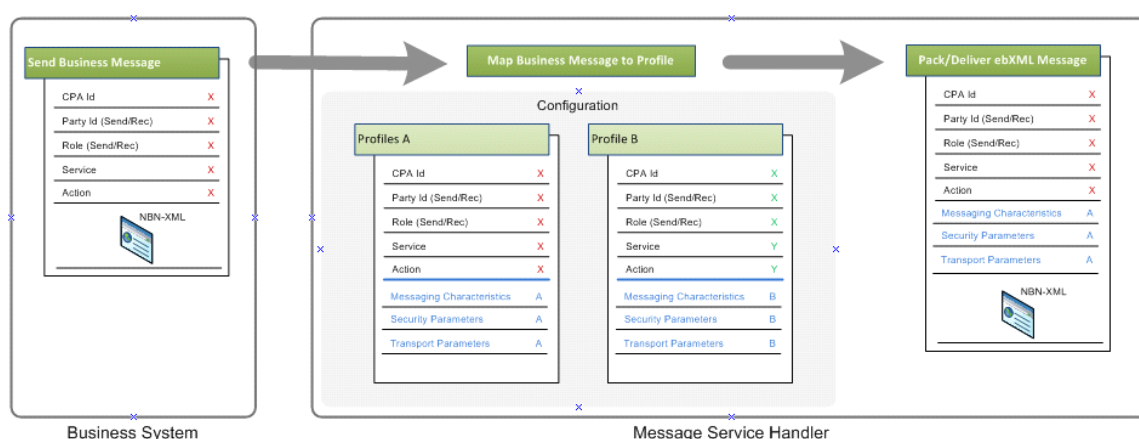 Send Business Message
CPA Id X
Party Id (Send/Rec) X
Role (Send/Rec) X
Service X
Action X
NBN-XML
Business System
Map Business Message to Profile
Configuration
Profiles A
CPA Id X
Party Id (Send/Rec) X
Role (Send/Rec) X
Service X
Action X
Messaging Characteristics A
Security Parameters A
Transport Parameters A
Profile B
CPA Id X
Party Id (Send/Rec) X
Role (Send/Rec) X
Service Y
Action Y
Messaging Characteristics B
Security Parameters B
Transport Parameters B
Pack/Deliver ebXML Message
CPA Id X
Party Id (Send/Rec) X
Role (Send/Rec) X
Service X
Action X
Messaging Characteristics A
Security Parameters A
Transport Parameters A
NBN-XML
Message Service Handler